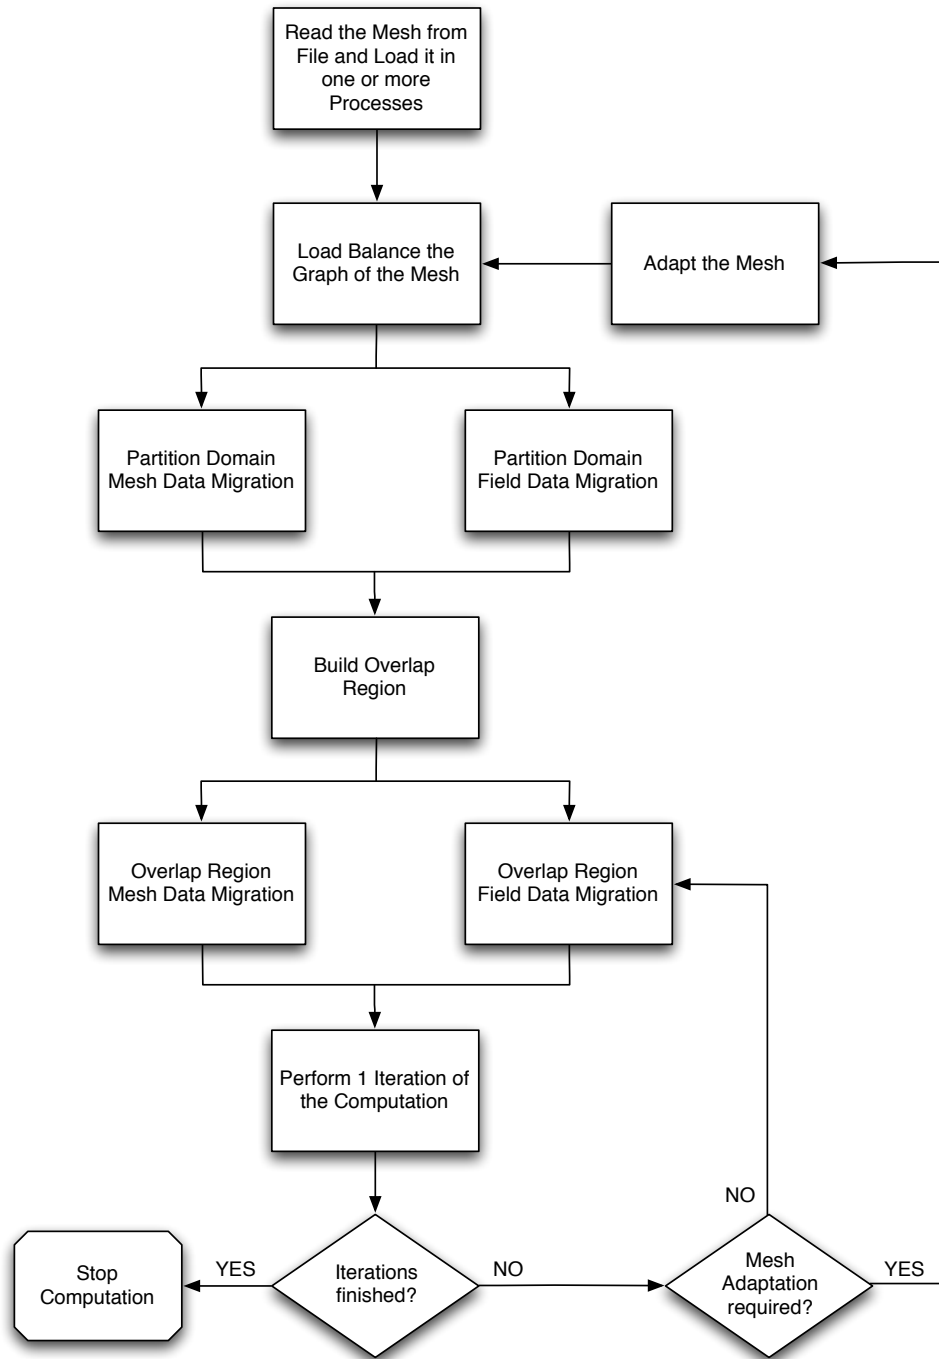 Read the Mesh from
File and Load it in
one or more
Processes
Load Balance the
Graph of the Mesh
Adapt the Mesh
Partition Domain
Mesh Data Migration
Partition Domain
Field Data Migration
Build Overlap
Region
Overlap Region
Mesh Data Migration
Overlap Region
Field Data Migration
Perform 1 Iteration of
the Computation
NO
Stop
Computation
YES
Iterations
finished?
NO
Mesh
Adaptation
required?
YES